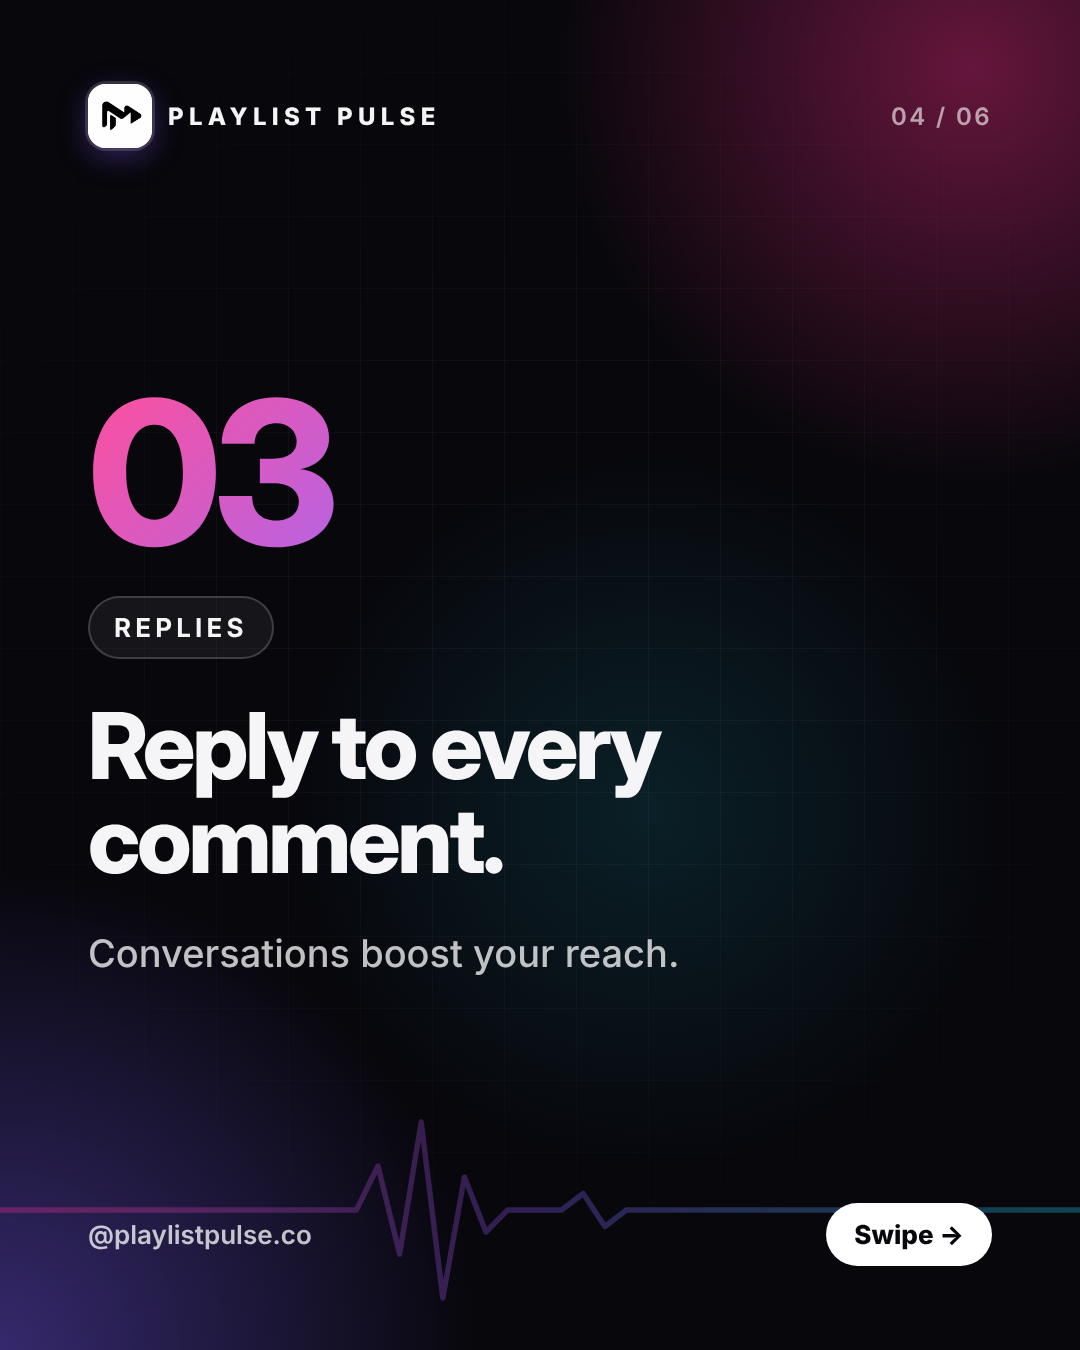 PLAYLIST PULSE
04 / 06
03
REPLIES
Reply to every
comment.
Conversations boost your reach.
@playlistpulse.co
Swipe →